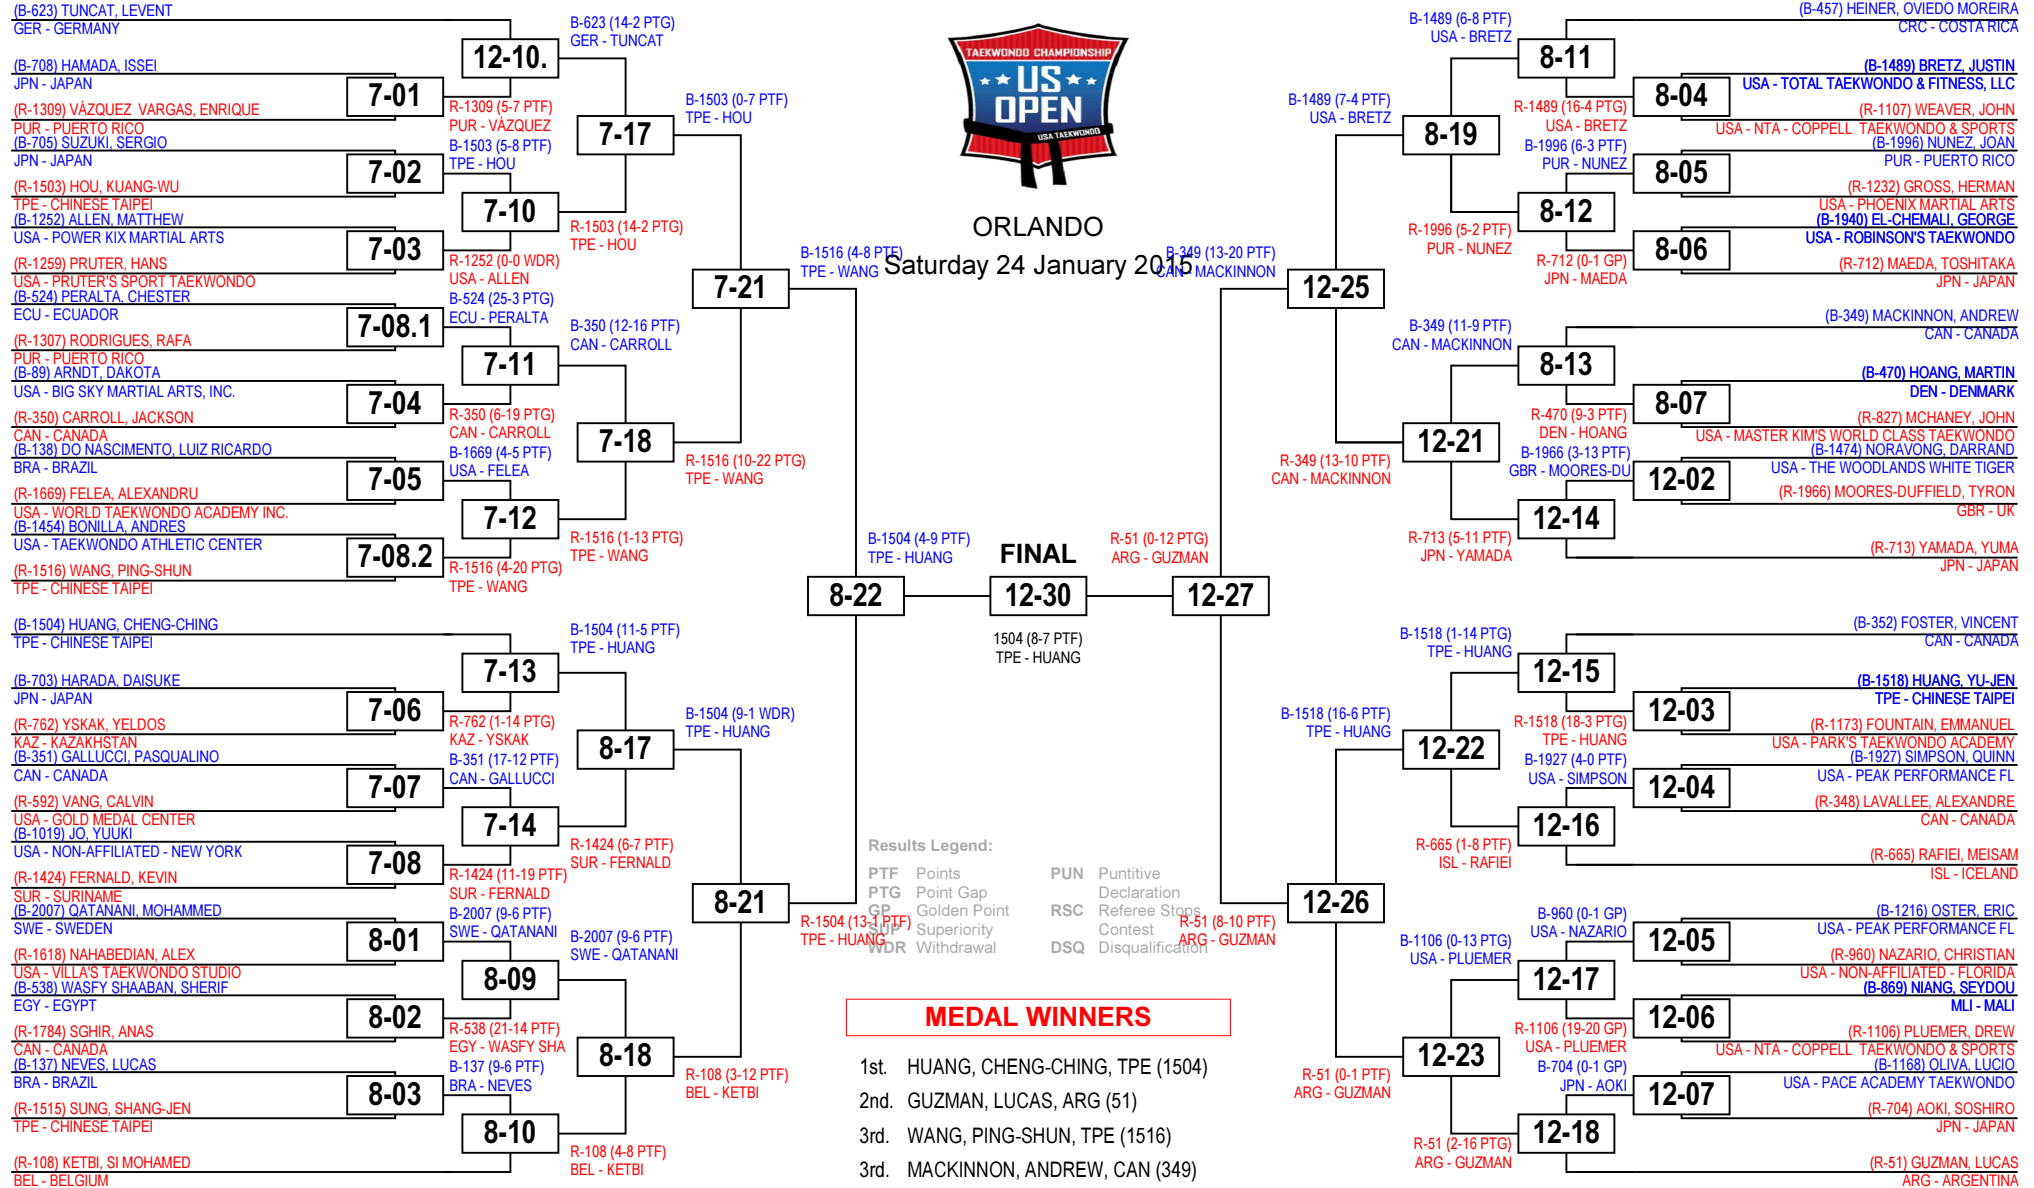 (B-623) TUNCAT, LEVENT
GER - GERMANY
(B-708) HAMADA, ISSEI
JPN - JAPAN
(R-1309) VÁZQUEZ VARGAS, ENRIQUE
PUR - PUERTO RICO
(B-705) SUZUKI, SERGIO
JPN - JAPAN
(R-1503) HOU, KUANG-WU
TPE - CHINESE TAIPEI
(B-1252) ALLEN, MATTHEW
USA - POWER KIX MARTIAL ARTS
(R-1259) PRUTER, HANS
USA - PRUTER'S SPORT TAEKWONDO
(B-524) PERALTA, CHESTER
ECU - ECUADOR
(R-1307) RODRIGUES, RAFA
PUR - PUERTO RICO
(B-89) ARNDT, DAKOTA
USA - BIG SKY MARTIAL ARTS, INC.
(R-350) CARROLL, JACKSON
CAN - CANADA
(B-138) DO NASCIMENTO, LUIZ RICARDO
BRA - BRAZIL
(R-1669) FELEA, ALEXANDRU
USA - WORLD TAEKWONDO ACADEMY INC.
(B-1454) BONILLA, ANDRES
USA - TAEKWONDO ATHLETIC CENTER
(R-1516) WANG, PING-SHUN
TPE - CHINESE TAIPEI
(B-1504) HUANG, CHENG-CHING
TPE - CHINESE TAIPEI
(B-703) HARADA, DAISUKE
JPN - JAPAN
(R-762) YSKAK, YELDOS
KAZ - KAZAKHSTAN
(B-351) GALLUCCI, PASQUALINO
CAN - CANADA
(R-592) VANG, CALVIN
USA - GOLD MEDAL CENTER
(B-1019) JO, YUUKI
USA - NON-AFFILIATED - NEW YORK
(R-1424) FERNALD, KEVIN
SUR - SURINAME
(B-2007) QATANANI, MOHAMMED
SWE - SWEDEN
(R-1618) NAHABEDIAN, ALEX
USA - VILLA'S TAEKWONDO STUDIO
(B-538) WASFY SHAABAN, SHERIF
EGY - EGYPT
(R-1784) SGHIR, ANAS
CAN - CANADA
(B-137) NEVES, LUCAS
BRA - BRAZIL
(R-1515) SUNG, SHANG-JEN
TPE - CHINESE TAIPEI
(R-108) KETBI, SI MOHAMED
BEL - BELGIUM
7-01
7-02
7-03
7-08.1
7-04
7-05
7-08.2
7-06
7-07
7-08
8-01
8-02
8-03
12-10.
R-1309 (5-7 PTF)
PUR - VÁZQUEZ
B-1503 (5-8 PTF)
TPE - HOU
7-10
R-1252 (0-0 WDR)
USA - ALLEN
B-524 (25-3 PTG)
ECU - PERALTA
7-11
R-350 (6-19 PTG)
CAN - CARROLL
B-1669 (4-5 PTF)
USA - FELEA
7-12
R-1516 (4-20 PTG)
TPE - WANG
7-13
R-762 (1-14 PTG)
KAZ - YSKAK
B-351 (17-12 PTF)
CAN - GALLUCCI
7-14
R-1424 (11-19 PTF)
SUR - FERNALD
B-2007 (9-6 PTF)
SWE - QATANANI
8-09
R-538 (21-14 PTF)
EGY - WASFY SHA
B-137 (9-6 PTF)
BRA - NEVES
8-10
B-623 (14-2 PTG)
GER - TUNCAT
7-17
R-1503 (14-2 PTG)
TPE - HOU
B-350 (12-16 PTF)
CAN - CARROLL
7-18
R-1516 (1-13 PTG)
TPE - WANG
B-1504 (11-5 PTF)
TPE - HUANG
8-17
R-1424 (6-7 PTF)
SUR - FERNALD
B-2007 (9-6 PTF)
SWE - QATANANI
8-18
R-108 (4-8 PTF)
BEL - KETBI
B-1503 (0-7 PTF)
TPE - HOU
7-21
R-1516 (10-22 PTG)
TPE - WANG
B-1504 (9-1 WDR)
TPE - HUANG
8-21
R-108 (3-12 PTF)
BEL - KETBI
B-1516 (4-8 PTF)
TPE - WANG
8-22
R-1504 (13-1 PTF)
TPE - HUANG
TAEKWONDO CHAMPIONSHIP
US
OPEN
USA TAEKWONDO
ORLANDO
Saturday 24 January 2015
B-1504 (4-9 PTF)
TPE - HUANG
FINAL
12-30
1504 (8-7 PTF)
TPE - HUANG
R-51 (0-12 PTG)
ARG - GUZMAN
12-27
Results Legend:
PTF Points PUN Puntitive
PTG Point Gap Declaration
GP Golden Point RSC Referee Stops
SUP Superiority Contest
WDR Withdrawal DSQ Disqualification
MEDAL WINNERS
1st. HUANG, CHENG-CHING, TPE (1504)
2nd. GUZMAN, LUCAS, ARG (51)
3rd. WANG, PING-SHUN, TPE (1516)
3rd. MACKINNON, ANDREW, CAN (349)
B-349 (13-20 PTF)
CAN - MACKINNON
R-51 (8-10 PTF)
ARG - GUZMAN
B-1489 (7-4 PTF)
USA - BRETZ
12-25
R-349 (13-10 PTF)
CAN - MACKINNON
B-1518 (16-6 PTF)
TPE - HUANG
12-26
R-51 (0-1 PTF)
ARG - GUZMAN
B-1489 (6-8 PTF)
USA - BRETZ
8-19
R-1996 (5-2 PTF)
PUR - NUNEZ
B-349 (11-9 PTF)
CAN - MACKINNON
12-21
R-713 (5-11 PTF)
JPN - YAMADA
B-1518 (1-14 PTG)
TPE - HUANG
12-22
R-665 (1-8 PTF)
ISL - RAFIEI
B-1106 (0-13 PTG)
USA - PLUEMER
12-23
R-51 (2-16 PTG)
ARG - GUZMAN
8-11
R-1489 (16-4 PTG)
USA - BRETZ
B-1996 (6-3 PTF)
PUR - NUNEZ
8-12
R-712 (0-1 GP)
JPN - MAEDA
8-13
R-470 (9-3 PTF)
DEN - HOANG
B-1966 (3-13 PTF)
GBR - MOORES-DU
12-14
12-15
R-1518 (18-3 PTG)
TPE - HUANG
B-1927 (4-0 PTF)
USA - SIMPSON
12-16
B-960 (0-1 GP)
USA - NAZARIO
12-17
R-1106 (19-20 GP)
USA - PLUEMER
B-704 (0-1 GP)
JPN - AOKI
12-18
8-04
8-05
8-06
8-07
12-02
12-03
12-04
12-05
12-06
12-07
(B-457) HEINER, OVIEDO MOREIRA
CRC - COSTA RICA
(B-1489) BRETZ, JUSTIN
USA - TOTAL TAEKWONDO & FITNESS, LLC
(R-1107) WEAVER, JOHN
USA - NTA - COPPELL TAEKWONDO & SPORTS
(B-1996) NUNEZ, JOAN
PUR - PUERTO RICO
(R-1232) GROSS, HERMAN
USA - PHOENIX MARTIAL ARTS
(B-1940) EL-CHEMALI, GEORGE
USA - ROBINSON'S TAEKWONDO
(R-712) MAEDA, TOSHITAKA
JPN - JAPAN
(B-349) MACKINNON, ANDREW
CAN - CANADA
(B-470) HOANG, MARTIN
DEN - DENMARK
(R-827) MCHANEY, JOHN
USA - MASTER KIM'S WORLD CLASS TAEKWONDO
(B-1474) NORAVONG, DARRAND
USA - THE WOODLANDS WHITE TIGER
(R-1966) MOORES-DUFFIELD, TYRON
GBR - UK
(R-713) YAMADA, YUMA
JPN - JAPAN
(B-352) FOSTER, VINCENT
CAN - CANADA
(B-1518) HUANG, YU-JEN
TPE - CHINESE TAIPEI
(R-1173) FOUNTAIN, EMMANUEL
USA - PARK'S TAEKWONDO ACADEMY
(B-1927) SIMPSON, QUINN
USA - PEAK PERFORMANCE FL
(R-348) LAVALLEE, ALEXANDRE
CAN - CANADA
(R-665) RAFIEI, MEISAM
ISL - ICELAND
(B-1216) OSTER, ERIC
USA - PEAK PERFORMANCE FL
(R-960) NAZARIO, CHRISTIAN
USA - NON-AFFILIATED - FLORIDA
(B-869) NIANG, SEYDOU
MLI - MALI
(R-1106) PLUEMER, DREW
USA - NTA - COPPELL TAEKWONDO & SPORTS
(B-1168) OLIVA, LUCIO
USA - PACE ACADEMY TAEKWONDO
(R-704) AOKI, SOSHIRO
JPN - JAPAN
(R-51) GUZMAN, LUCAS
ARG - ARGENTINA